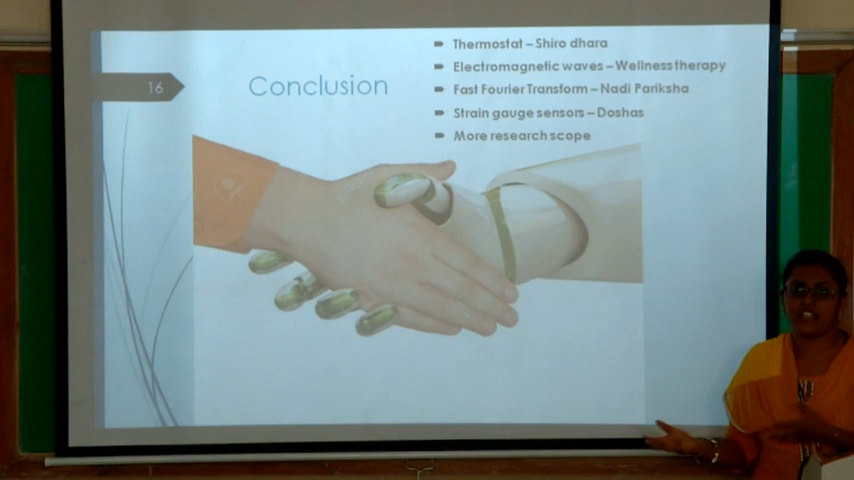 16
Conclusion
Thermostat – Shiro dhara
Electromagnetic waves – Wellness therapy
Fast Fourier Transform – Nadi Pariksha
Strain gauge sensors – Doshas
More research scope